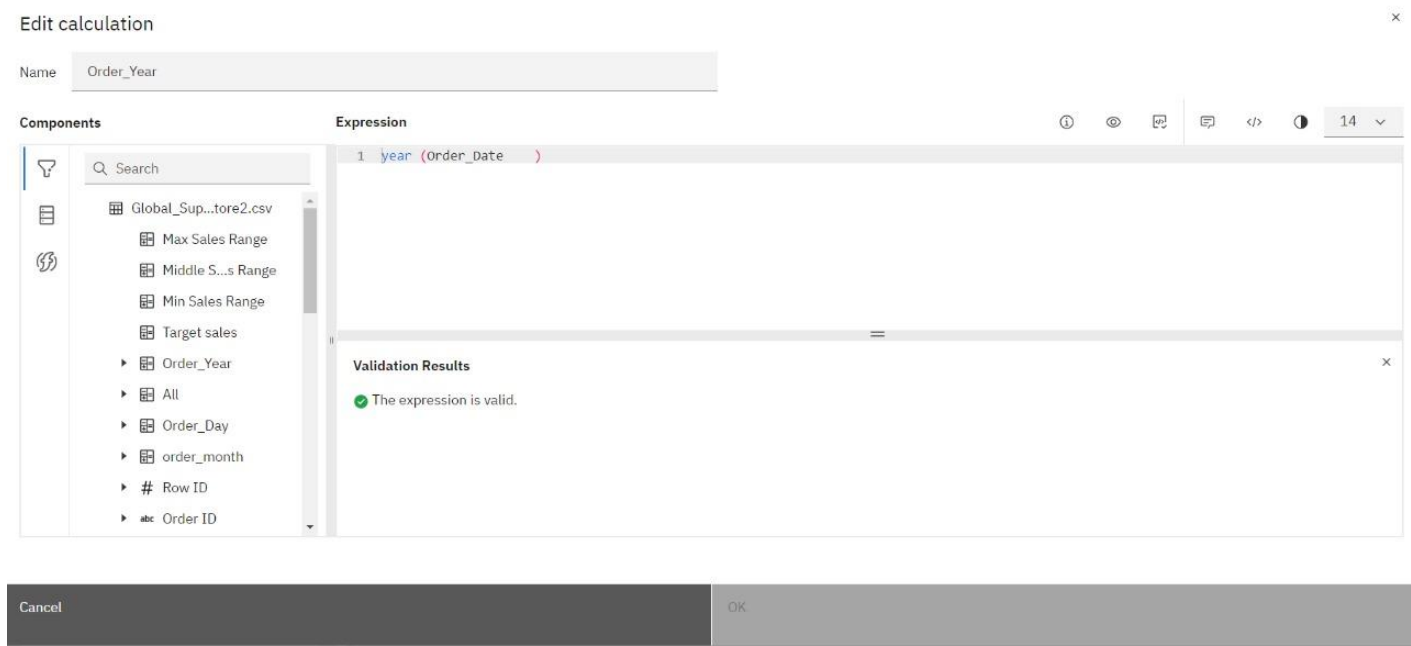 Edit calculation
Name Order_Year
Components
Expression
14
Search
Global_Sup...tore2.csv
Max Sales Range
Middle S...s Range
Min Sales Range
Target sales
Order_Year
All
Order_Day
order_month
# Row ID
abc Order ID
1 year (Order_Date )
Validation Results
The expression is valid.
Cancel
OK